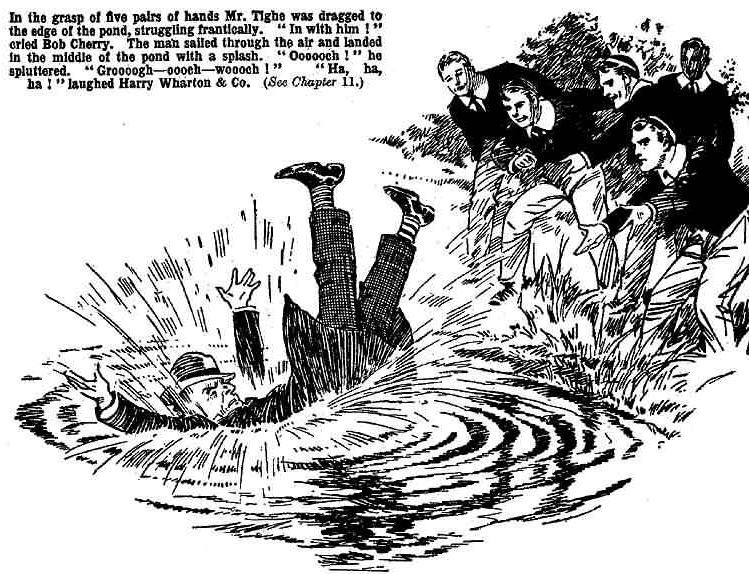 In the grasp of five pairs of hands Mr. Tighe was dragged to
the edge of the pond, struggling frantically. "In with him!"
cried Bob Cherry. The man sailed through the air and landed
in the middle of the pond with a splash. "Oooooch!" he
spluttered. "Groooogh—oooch—woooch!" "Ha, ha,
ha!" laughed Harry Wharton & Co. (See Chapter 11.)